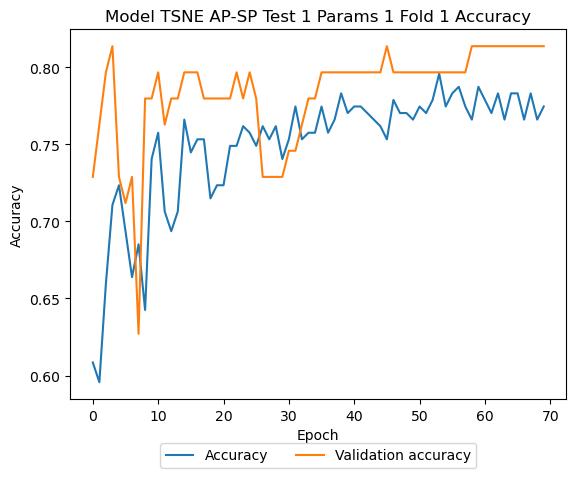 Model TSNE AP-SP Test 1 Params 1 Fold 1 Accuracy
0.80
0.75
0.70
0.65
0.60
Accuracy
0 10 20 30 40 50 60 70
Epoch
Accuracy Validation accuracy